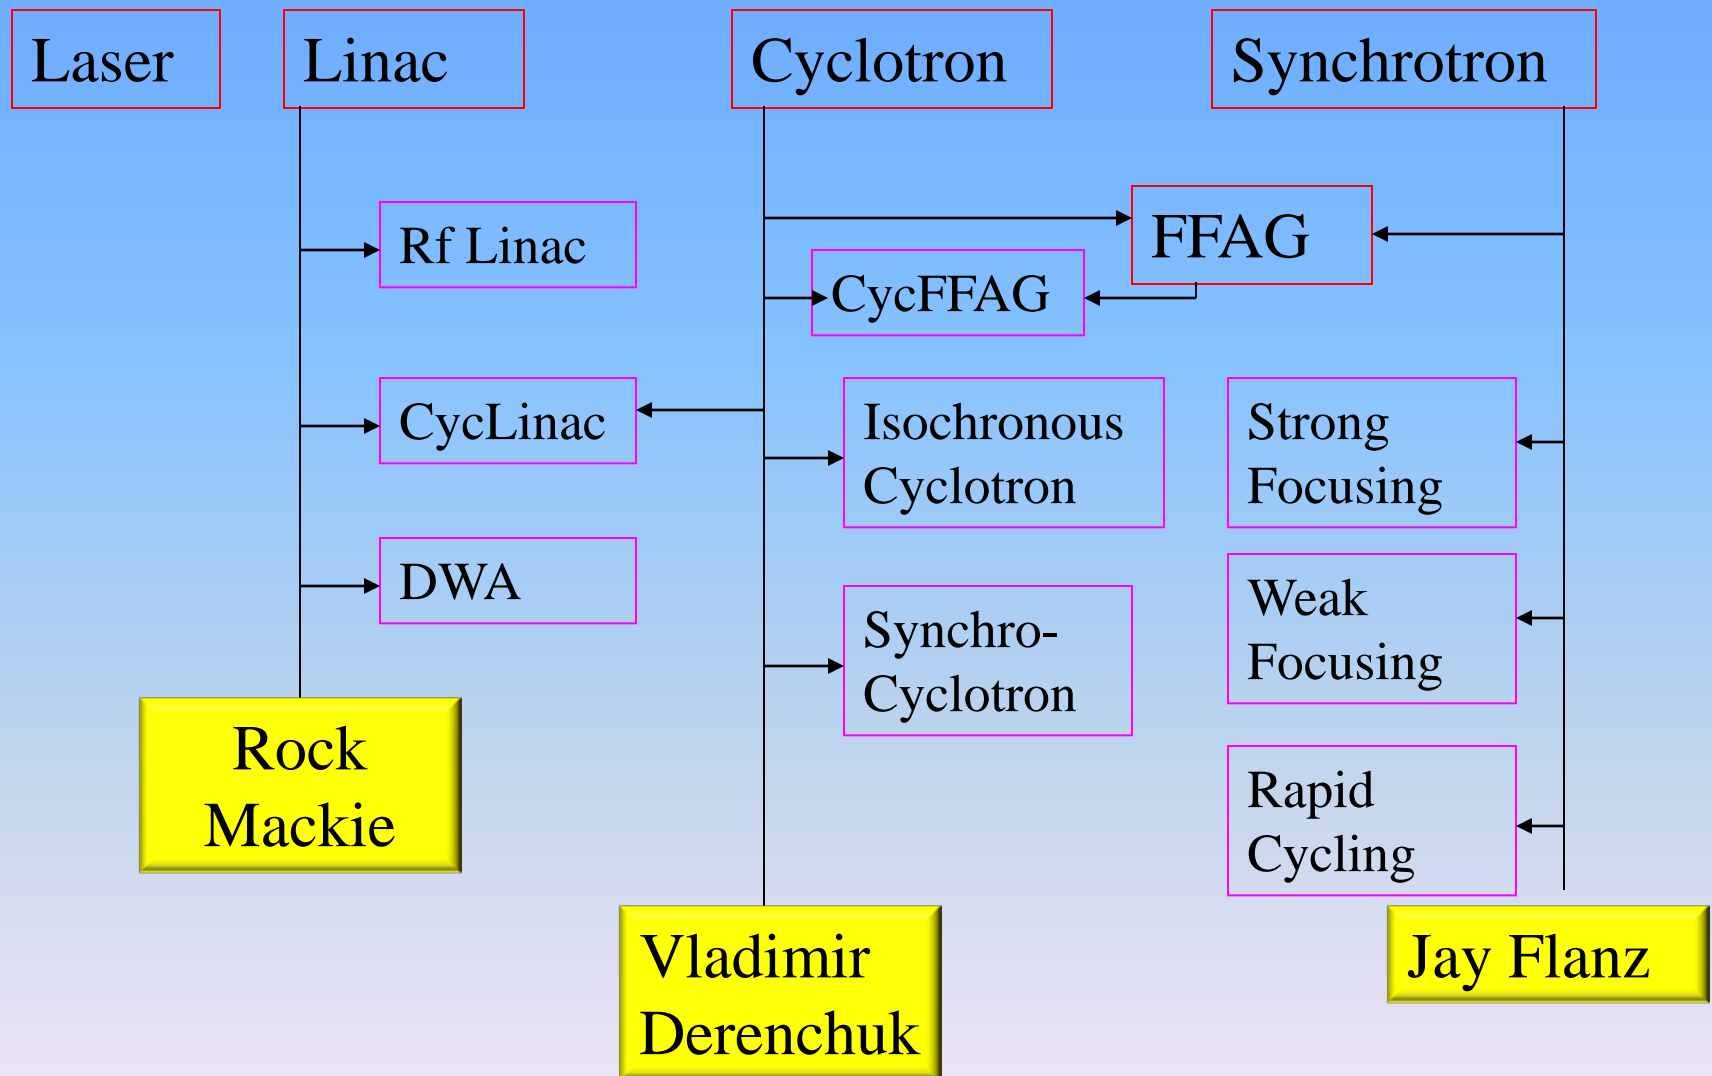 Laser
Linac
Cyclotron
Synchrotron
FFAG
Rf Linac
CycFFAG
CycLinac
Isochronous
Cyclotron
Strong
Focusing
DWA
Synchro-
Cyclotron
Weak
Focusing
Rapid
Cycling
Rock
Mackie
Vladimir
Derenchuk
Jay Flanz